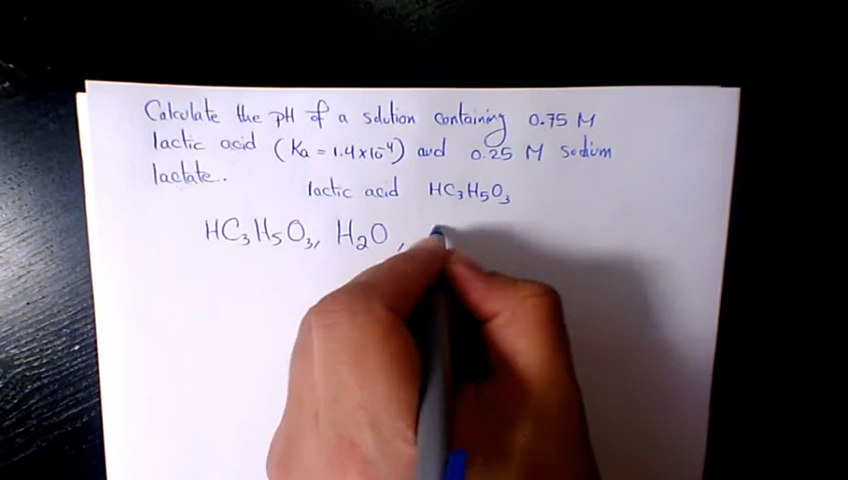 Calculate the pH of a solution containing 0.75 M
lactic acid (Ka = 1.4x10⁻⁴) and 0.25 M sodium
lactate.
lactic acid HC₃H₅O₃
HC₃H₅O₃, H₂O,